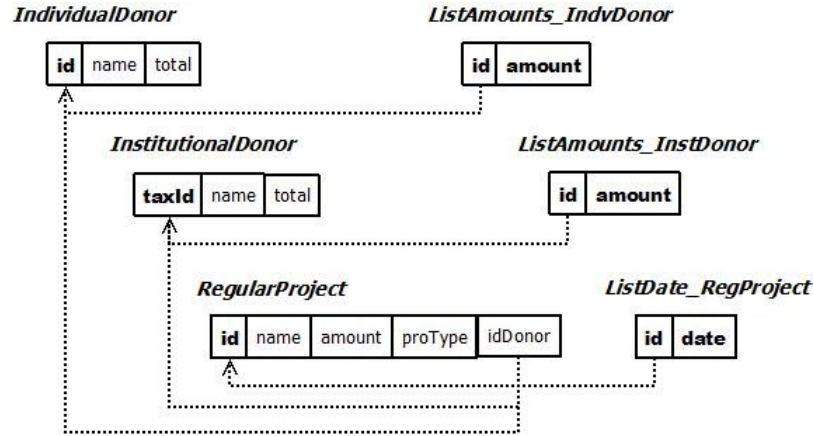 IndividualDonor ListAmounts_IndvDonor
id name total id amount
InstitutionalDonor ListAmounts_InstDonor
taxId name total id amount
RegularProject ListDate_RegProject
id name amount proType idDonor id date